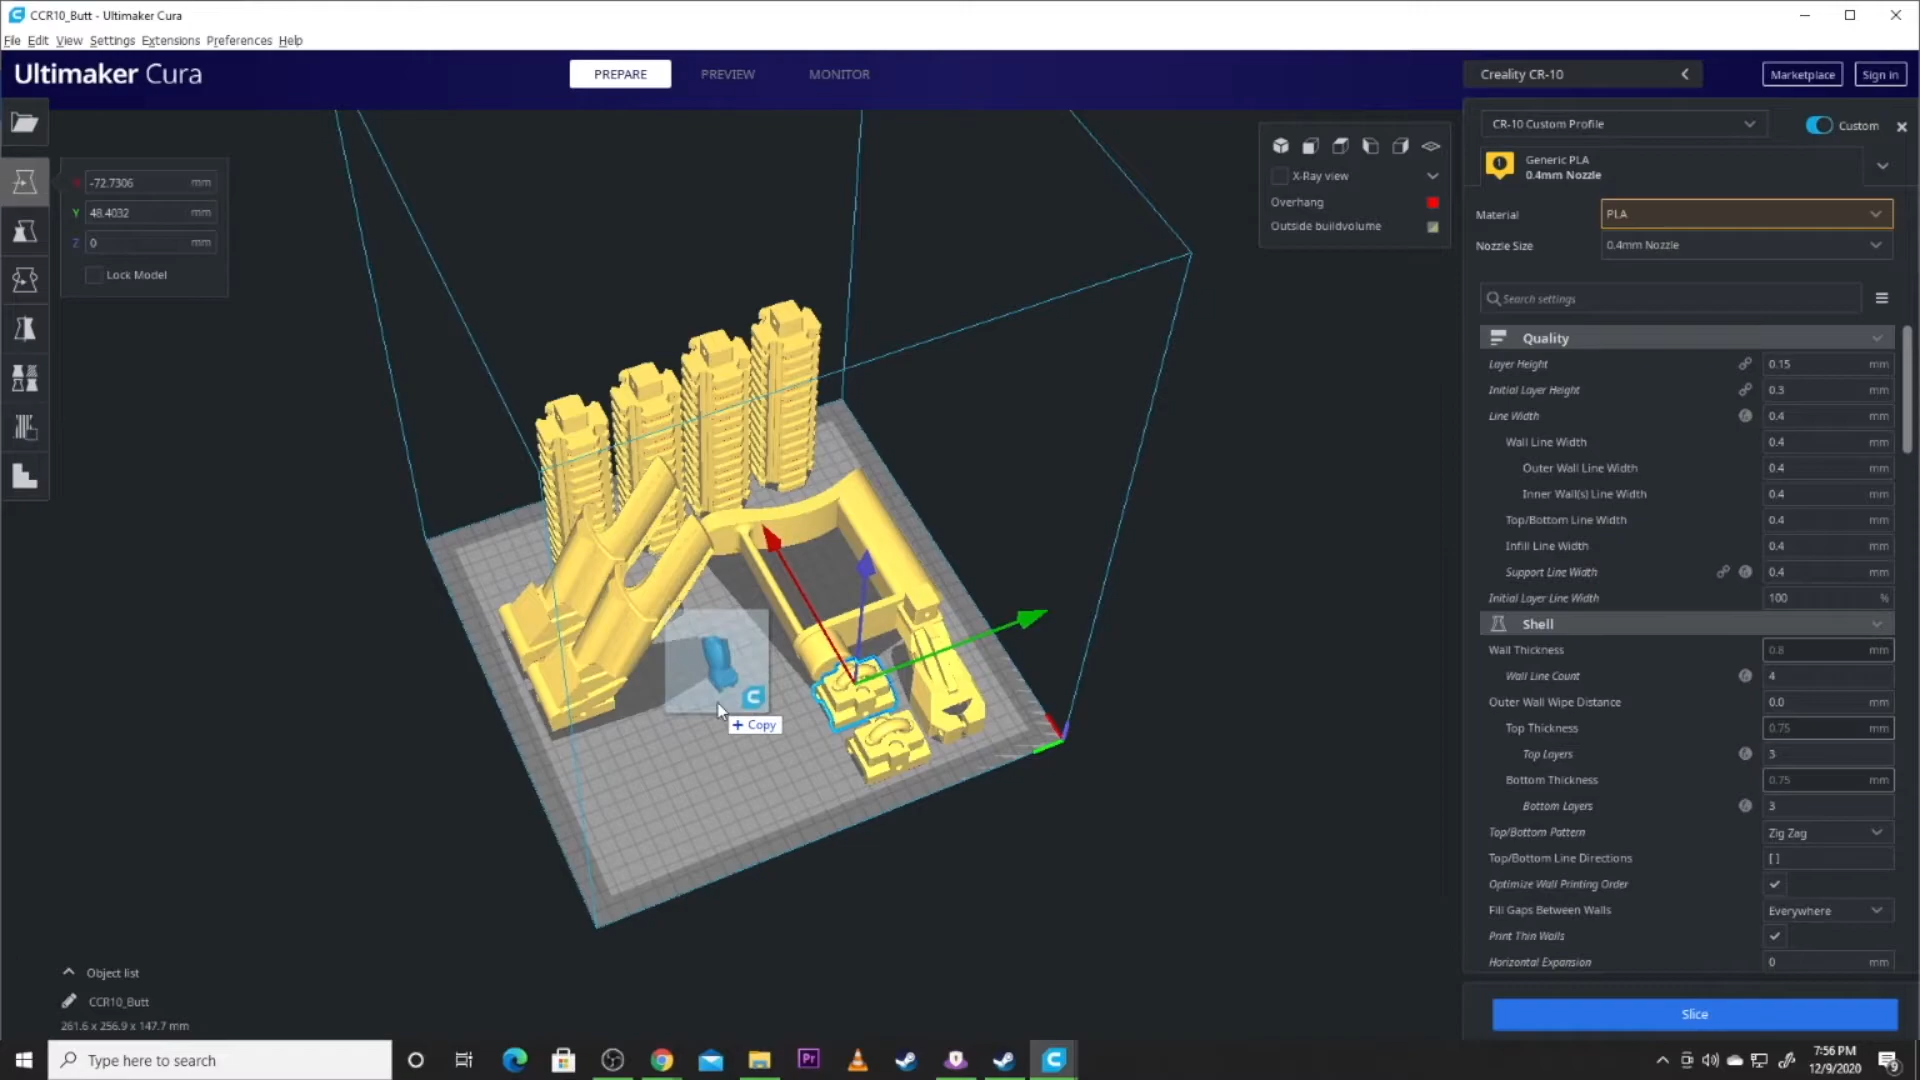 CCR10_Butt - Ultimaker Cura
File Edit View Settings Extensions Preferences Help
Ultimaker Cura
PREPARE
PREVIEW
MONITOR
Creality CR-10
Marketplace
Sign in
CR-10 Custom Profile
Custom
Generic PLA
0.4mm Nozzle
Material
PLA
Nozzle Size
0.4mm Nozzle
X -72.7306 mm
Y 48.4032 mm
Z 0 mm
Lock Model
X-Ray view
Overhang
Outside buildvolume
Search settings
Quality
Layer Height 0.15 mm
Initial Layer Height 0.3 mm
Line Width 0.4 mm
Wall Line Width 0.4 mm
Outer Wall Line Width 0.4 mm
Inner Wall(s) Line Width 0.4 mm
Top/Bottom Line Width 0.4 mm
Infill Line Width 0.4 mm
Support Line Width 0.4 mm
Initial Layer Line Width 100 %
Shell
Wall Thickness 0.8 mm
Wall Line Count 4
Outer Wall Wipe Distance 0.0 mm
Top Thickness 0.75 mm
Top Layers 3
Bottom Thickness 0.75 mm
Bottom Layers 3
Top/Bottom Pattern Zig Zag
Top/Bottom Line Directions [ ]
Optimize Wall Printing Order
Fill Gaps Between Walls Everywhere
Print Thin Walls
Horizontal Expansion 0 mm
+ Copy
Object list
CCR10_Butt
261.6 x 256.9 x 147.7 mm
Slice
Type here to search
Pr
7:56 PM
12/9/2020
9